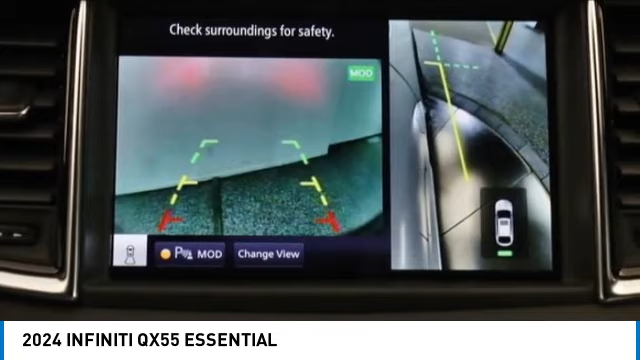 Check surroundings for safety.
MOD
P MOD
Change View
2024 INFINITI QX55 ESSENTIAL